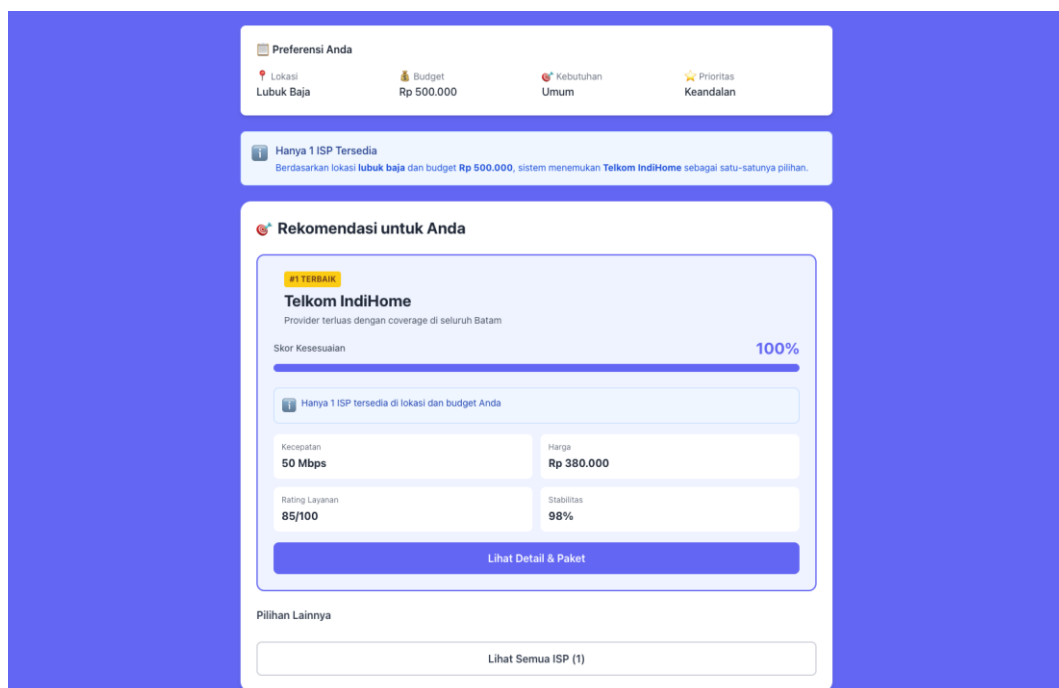 Preferensi Anda
Lokasi Budget Kebutuhan Prioritas
Lubuk Baja Rp 500.000 Umum Keandalan
Hanya 1 ISP Tersedia
Berdasarkan lokasi lubuk baja dan budget Rp 500.000, sistem menemukan Telkom IndiHome sebagai satu-satunya pilihan.
Rekomendasi untuk Anda
#1 TERBAIK
Telkom IndiHome
Provider terluas dengan coverage di seluruh Batam
Skor Kesesuaian 100%
Hanya 1 ISP tersedia di lokasi dan budget Anda
Kecepatan Harga
50 Mbps Rp 380.000
Rating Layanan Stabilitas
85/100 98%
Lihat Detail & Paket
Pilihan Lainnya
Lihat Semua ISP (1)